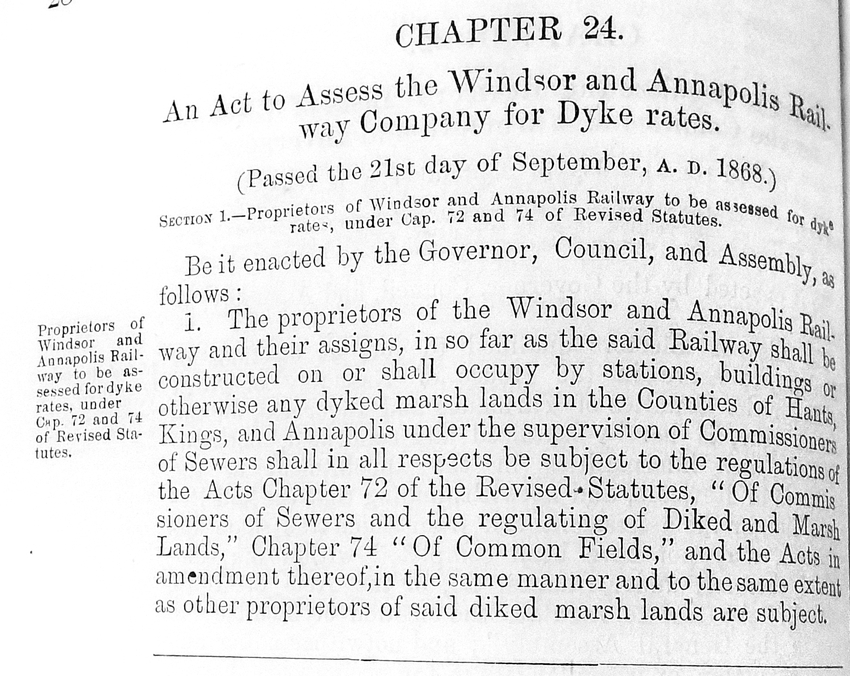 CHAPTER 24.
An Act to Assess the Windsor and Annapolis Rail-
way Company for Dyke rates.
(Passed the 21st day of September, A. D. 1868.)
SECTION 1.—Proprietors of Windsor and Annapolis Railway to be assessed for dyke
rates, under Cap. 72 and 74 of Revised Statutes.
Be it enacted by the Governor, Council, and Assembly, as
follows :
Proprietors of
Windsor and
Annapolis Rail-
way to be as-
sessed for dyke
rates, under
Cap. 72 and 74
of Revised Sta-
tutes.
1. The proprietors of the Windsor and Annapolis Rail-
way and their assigns, in so far as the said Railway shall be
constructed on or shall occupy by stations, buildings or
otherwise any dyked marsh lands in the Counties of Hants,
Kings, and Annapolis under the supervision of Commissioners
of Sewers shall in all respects be subject to the regulations of
the Acts Chapter 72 of the Revised Statutes, “Of Commis
sioners of Sewers and the regulating of Diked and Marsh
Lands,” Chapter 74 “Of Common Fields,” and the Acts in
amendment thereof, in the same manner and to the same extent
as other proprietors of said diked marsh lands are subject.